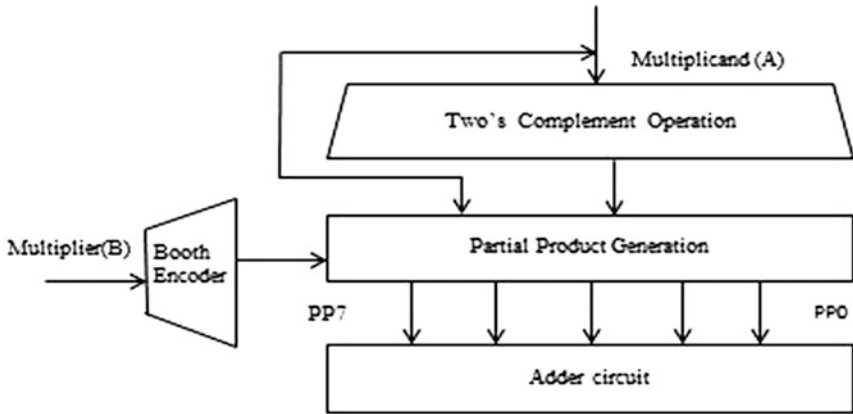 Multiplicand (A)
Two's Complement Operation
Multiplier(B)
Booth
Encoder
Partial Product Generation
PP7
PP0
Adder circuit